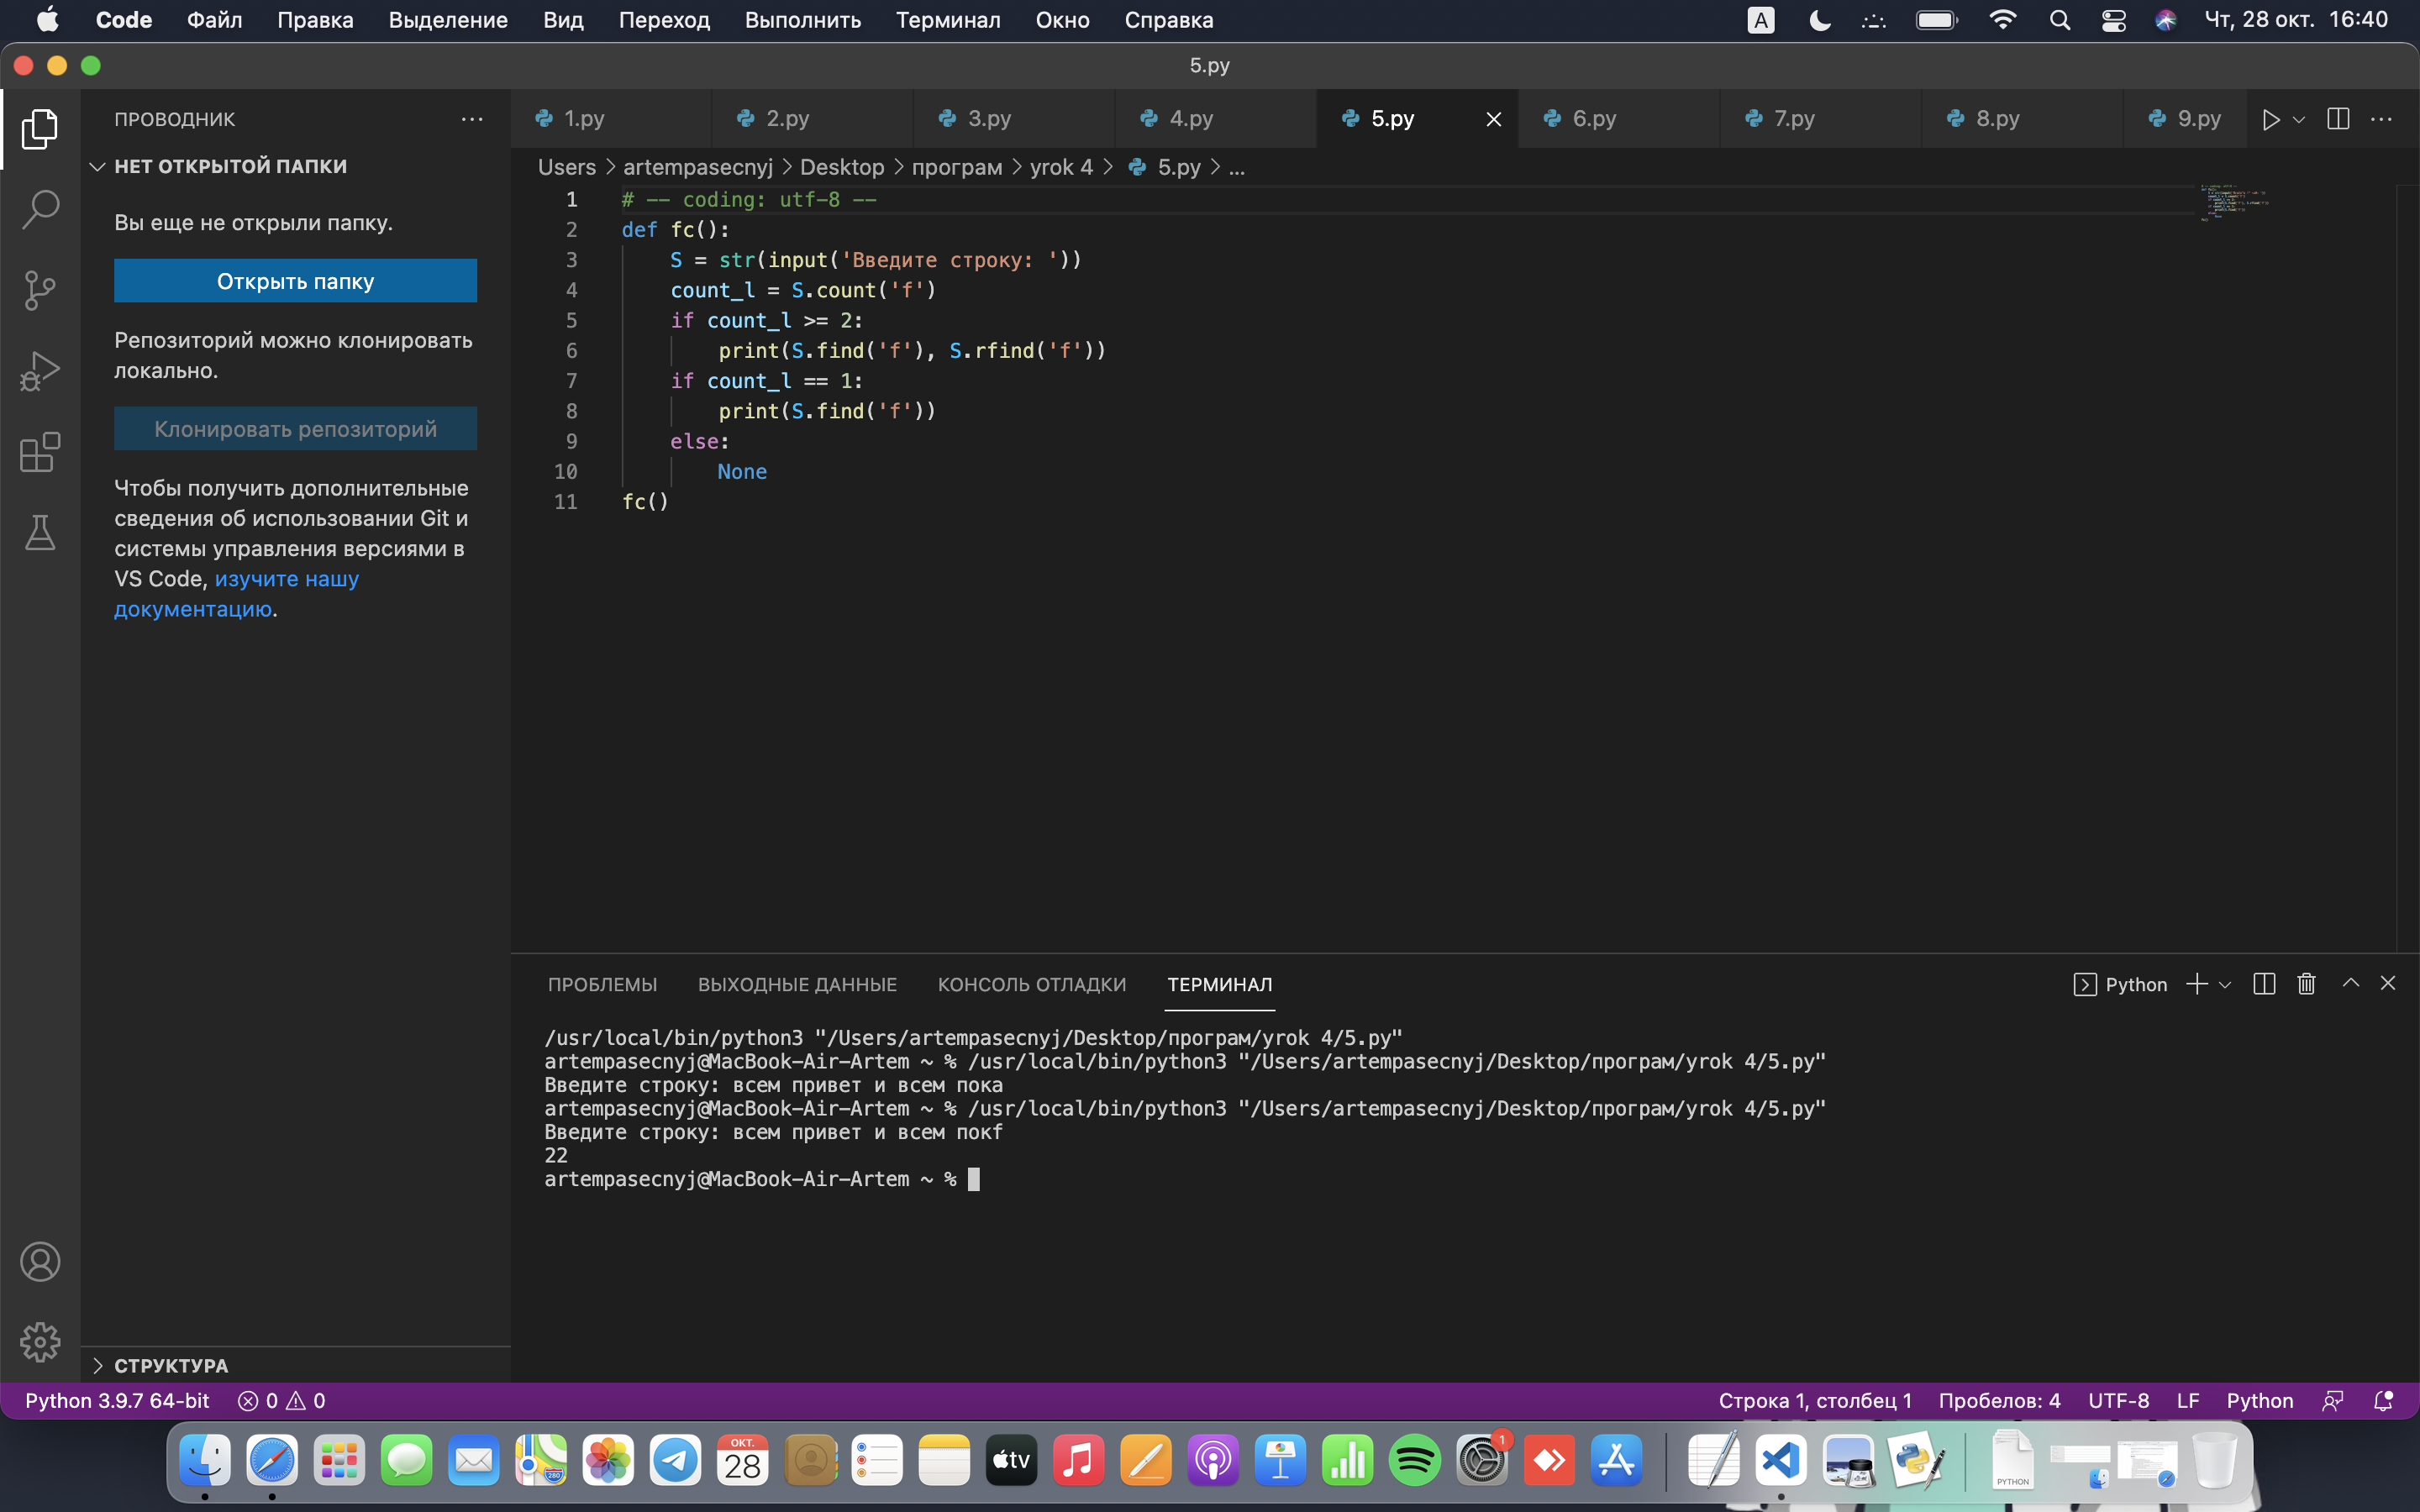 Code Файл Правка Выделение Вид Переход Выполнить Терминал Окно Справка A Чт, 28 окт. 16:40
5.py
ПРОВОДНИК
НЕТ ОТКРЫТОЙ ПАПКИ
Вы еще не открыли папку.
Открыть папку
Репозиторий можно клонировать
локально.
Клонировать репозиторий
Чтобы получить дополнительные
сведения об использовании Git и
системы управления версиями в
VS Code, изучите нашу
документацию.
СТРУКТУРА
1.py 2.py 3.py 4.py 5.py 6.py 7.py 8.py 9.py
Users > artempasecnyj > Desktop > програм > yrok 4 > 5.py > ...
1 # -- coding: utf-8 --
2 def fc():
3 S = str(input('Введите строку: '))
4 count_l = S.count('f')
5 if count_l >= 2:
6 print(S.find('f'), S.rfind('f'))
7 if count_l == 1:
8 print(S.find('f'))
9 else:
10 None
11 fc()
ПРОБЛЕМЫ ВЫХОДНЫЕ ДАННЫЕ КОНСОЛЬ ОТЛАДКИ ТЕРМИНАЛ Python
/usr/local/bin/python3 "/Users/artempasecnyj/Desktop/програм/yrok 4/5.py"
artempasecnyj@MacBook-Air-Artem ~ % /usr/local/bin/python3 "/Users/artempasecnyj/Desktop/програм/yrok 4/5.py"
Введите строку: всем привет и всем пока
artempasecnyj@MacBook-Air-Artem ~ % /usr/local/bin/python3 "/Users/artempasecnyj/Desktop/програм/yrok 4/5.py"
Введите строку: всем привет и всем покf
22
artempasecnyj@MacBook-Air-Artem ~ %
Python 3.9.7 64-bit 0 0 Строка 1, столбец 1 Пробелов: 4 UTF-8 LF Python
280
ОКТ.
28
tv
1
PYTHON